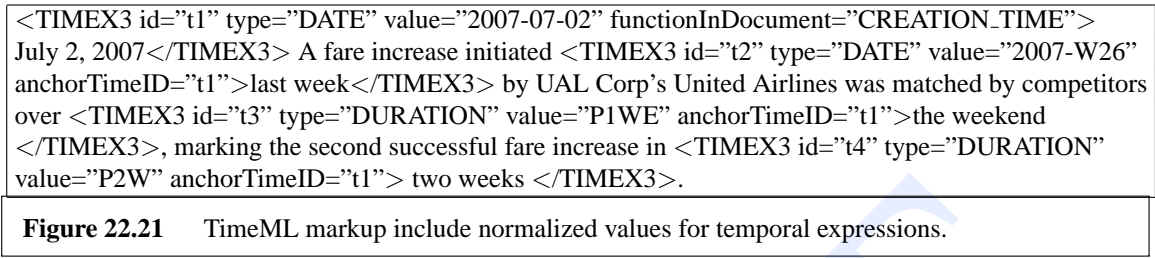 <TIMEX3 id=”t1” type=”DATE” value=”2007-07-02” functionInDocument=”CREATION_TIME”>
July 2, 2007</TIMEX3> A fare increase initiated <TIMEX3 id=”t2” type=”DATE” value=”2007-W26”
anchorTimeID=”t1”>last week</TIMEX3> by UAL Corp’s United Airlines was matched by competitors
over <TIMEX3 id=”t3” type=”DURATION” value=”P1WE” anchorTimeID=”t1”>the weekend
</TIMEX3>, marking the second successful fare increase in <TIMEX3 id=”t4” type=”DURATION”
value=”P2W” anchorTimeID=”t1”> two weeks </TIMEX3>.
Figure 22.21 TimeML markup include normalized values for temporal expressions.